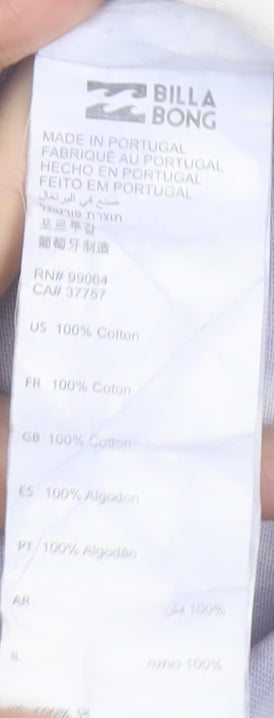 BILLA
BONG
MADE IN PORTUGAL
FABRIQUÉ AU PORTUGAL
HECHO EN PORTUGAL
FEITO EM PORTUGAL
صنع في البرتغال
תוצרת פורטוגל
포르투갈
葡萄牙制造
RN# 99064
CA# 37757
US 100% Cotton
FR 100% Coton
GB 100% Cotton
ES 100% Algodon
PT 100% Algodão
AR 100% قطن
IL 100% כותנה
100% 면